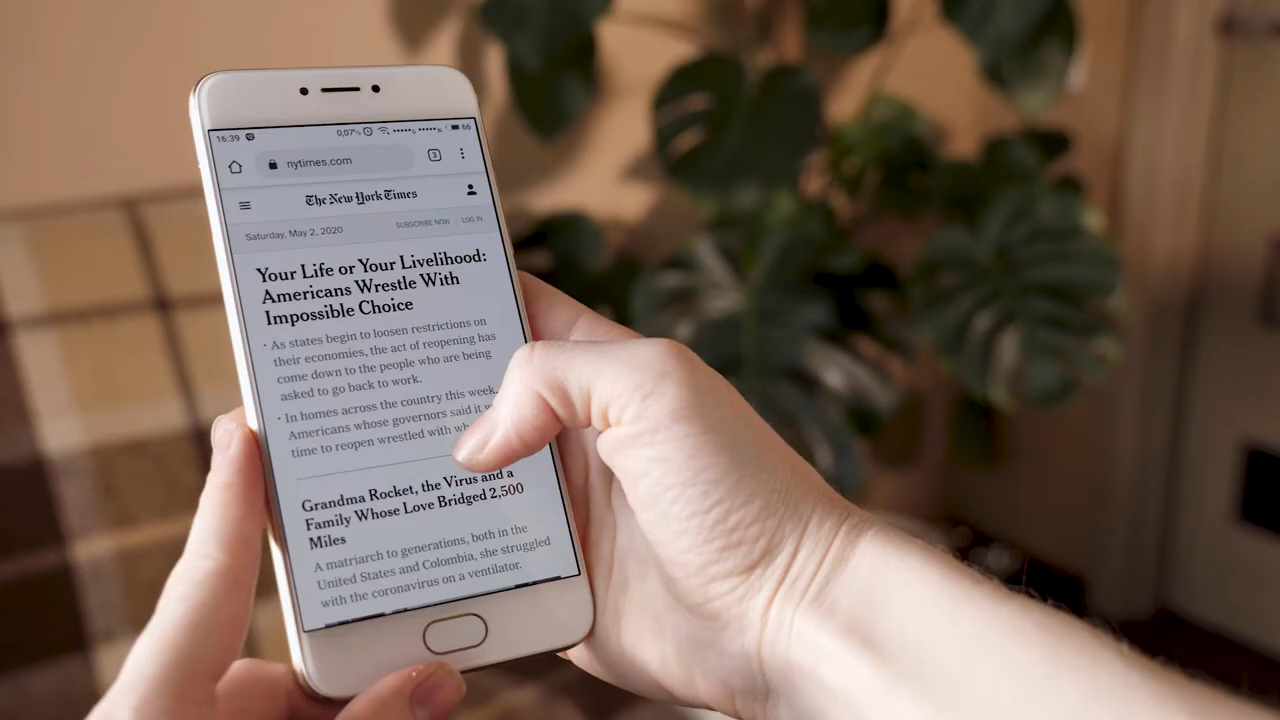 16:39
0,07% 66
nytimes.com 3
The New York Times
Saturday, May 2, 2020 SUBSCRIBE NOW LOG IN
Your Life or Your Livelihood:
Americans Wrestle With
Impossible Choice
· As states begin to loosen restrictions on
their economies, the act of reopening has
come down to the people who are being
asked to go back to work.
· In homes across the country this week,
Americans whose governors said it
time to reopen wrestled with
Grandma Rocket, the Virus and a
Family Whose Love Bridged 2,500
Miles
A matriarch to generations, both in the
United States and Colombia, she struggled
with the coronavirus on a ventilator.